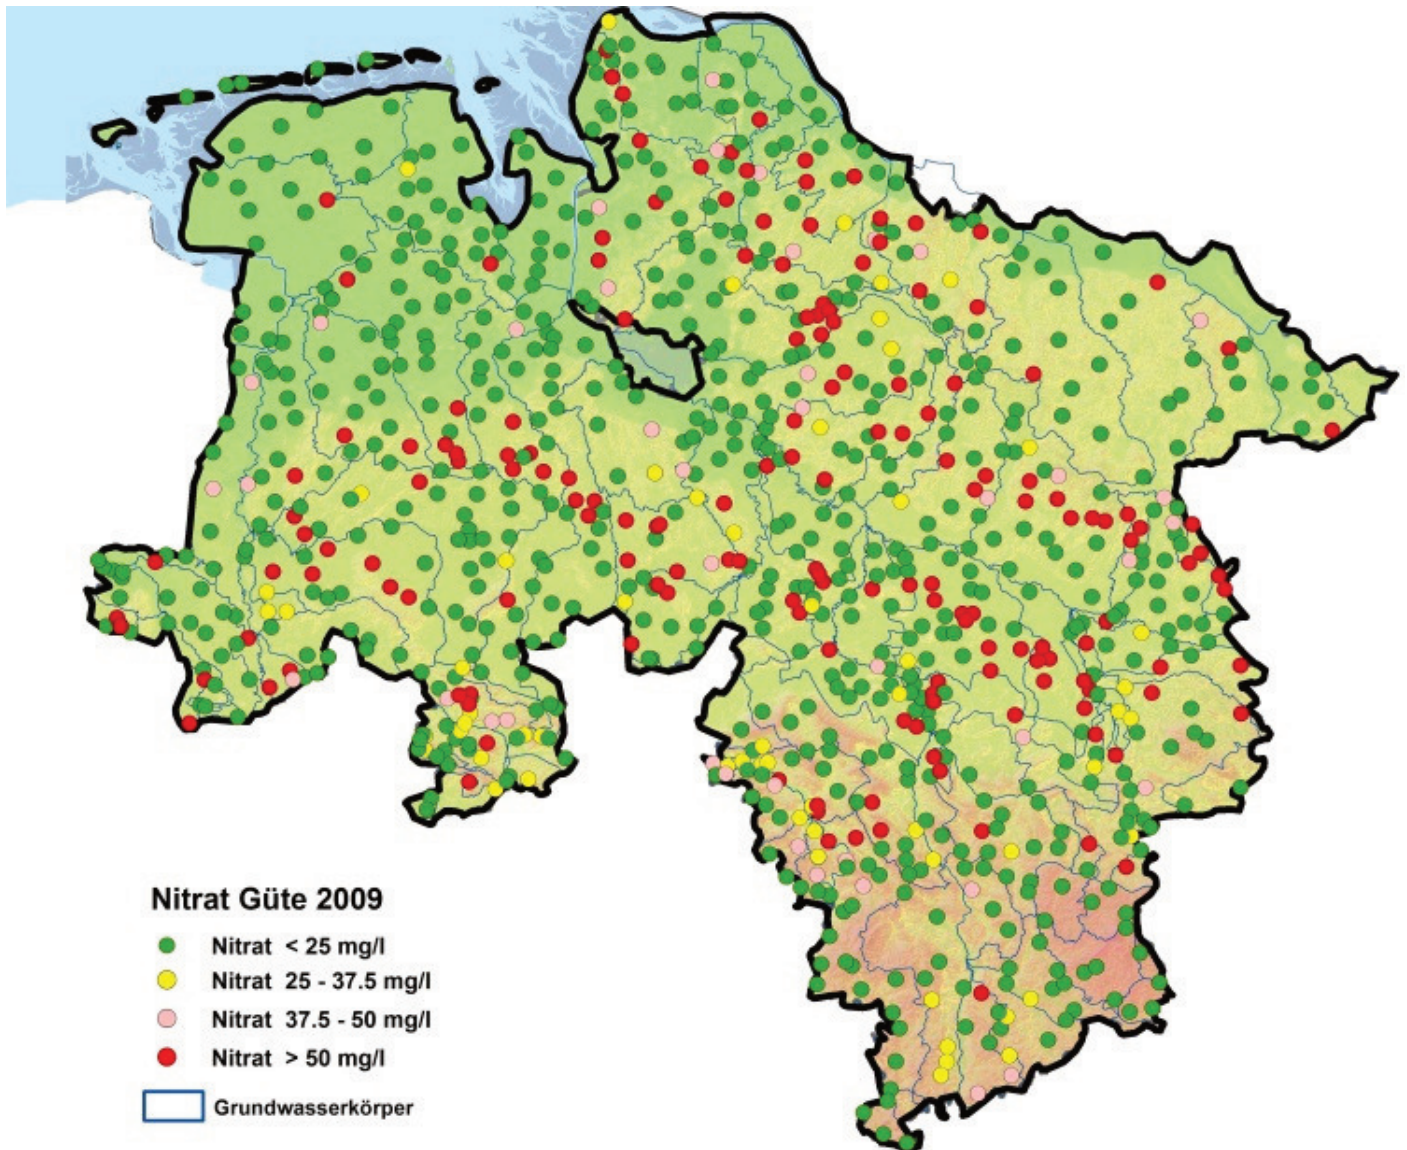 Nitrat Güte 2009
Nitrat < 25 mg/l
Nitrat 25 - 37.5 mg/l
Nitrat 37.5 - 50 mg/l
Nitrat > 50 mg/l
Grundwasserkörper